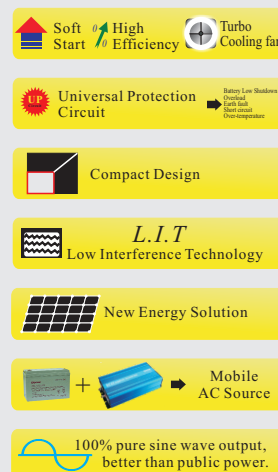 Soft Start
% High Efficiency
Turbo Cooling fan
UP
Universal Protection Circuit
Battery Low Shutdown
Overload
Earth fault
Short circuit
Over-temperature
Compact Design
L.I.T
Low Interference Technology
New Energy Solution
+
Mobile
AC Source
100% pure sine wave output,
better than public power.